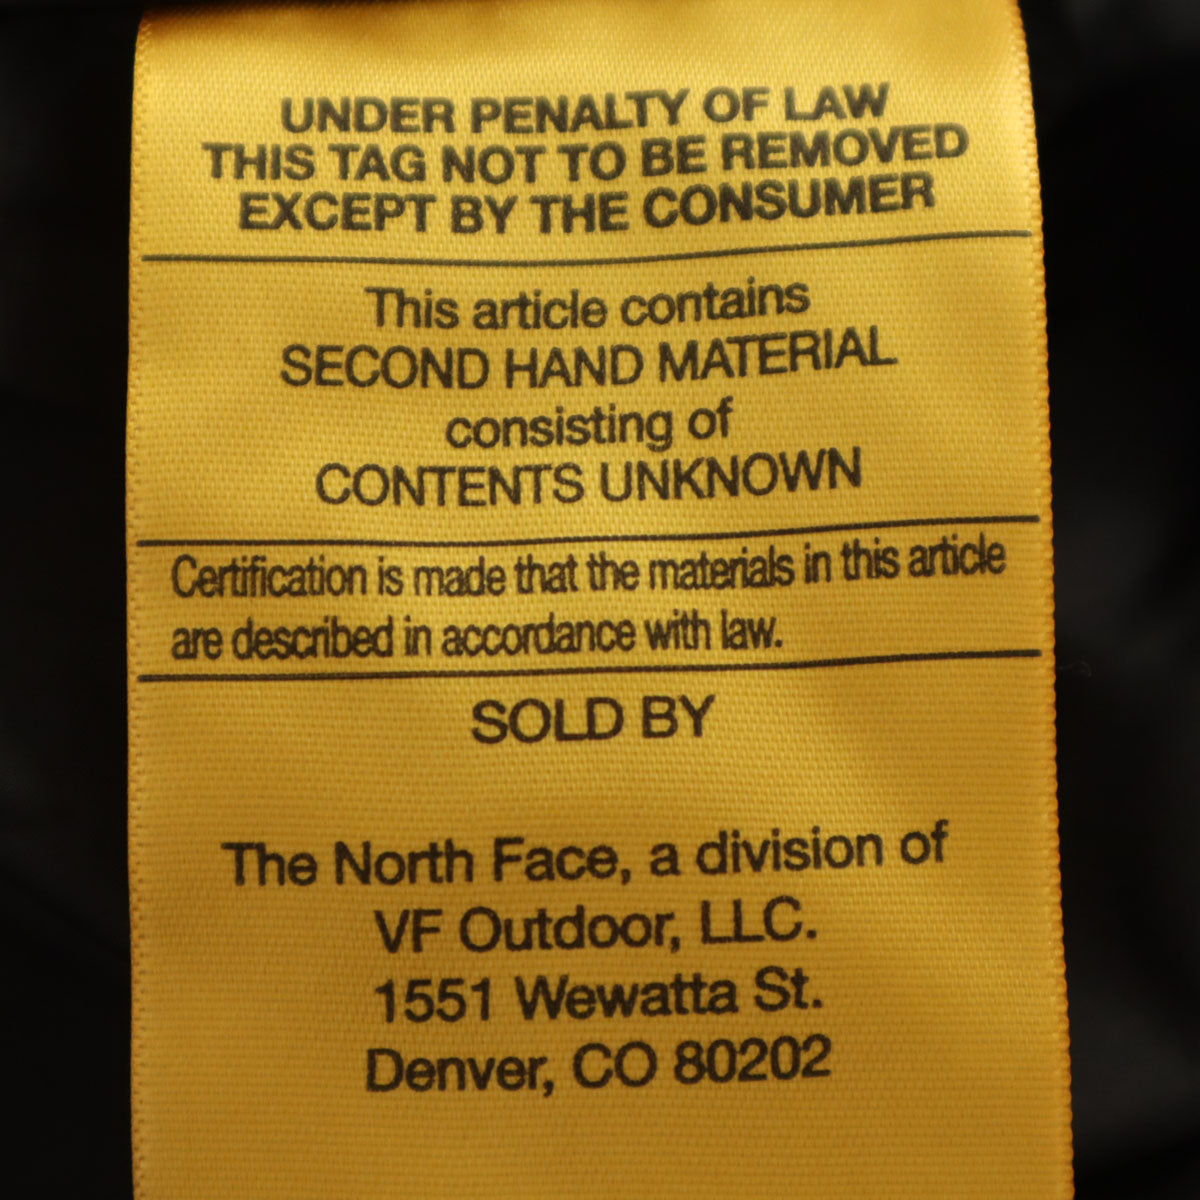 UNDER PENALTY OF LAW
THIS TAG NOT TO BE REMOVED
EXCEPT BY THE CONSUMER
This article contains
SECOND HAND MATERIAL
consisting of
CONTENTS UNKNOWN
Certification is made that the materials in this article
are described in accordance with law.
SOLD BY
The North Face, a division of
VF Outdoor, LLC.
1551 Wewatta St.
Denver, CO 80202